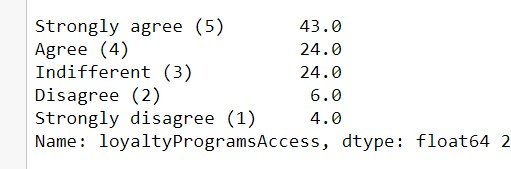 Strongly agree (5) 43.0
Agree (4) 24.0
Indifferent (3) 24.0
Disagree (2) 6.0
Strongly disagree (1) 4.0
Name: loyaltyProgramsAccess, dtype: float64 2